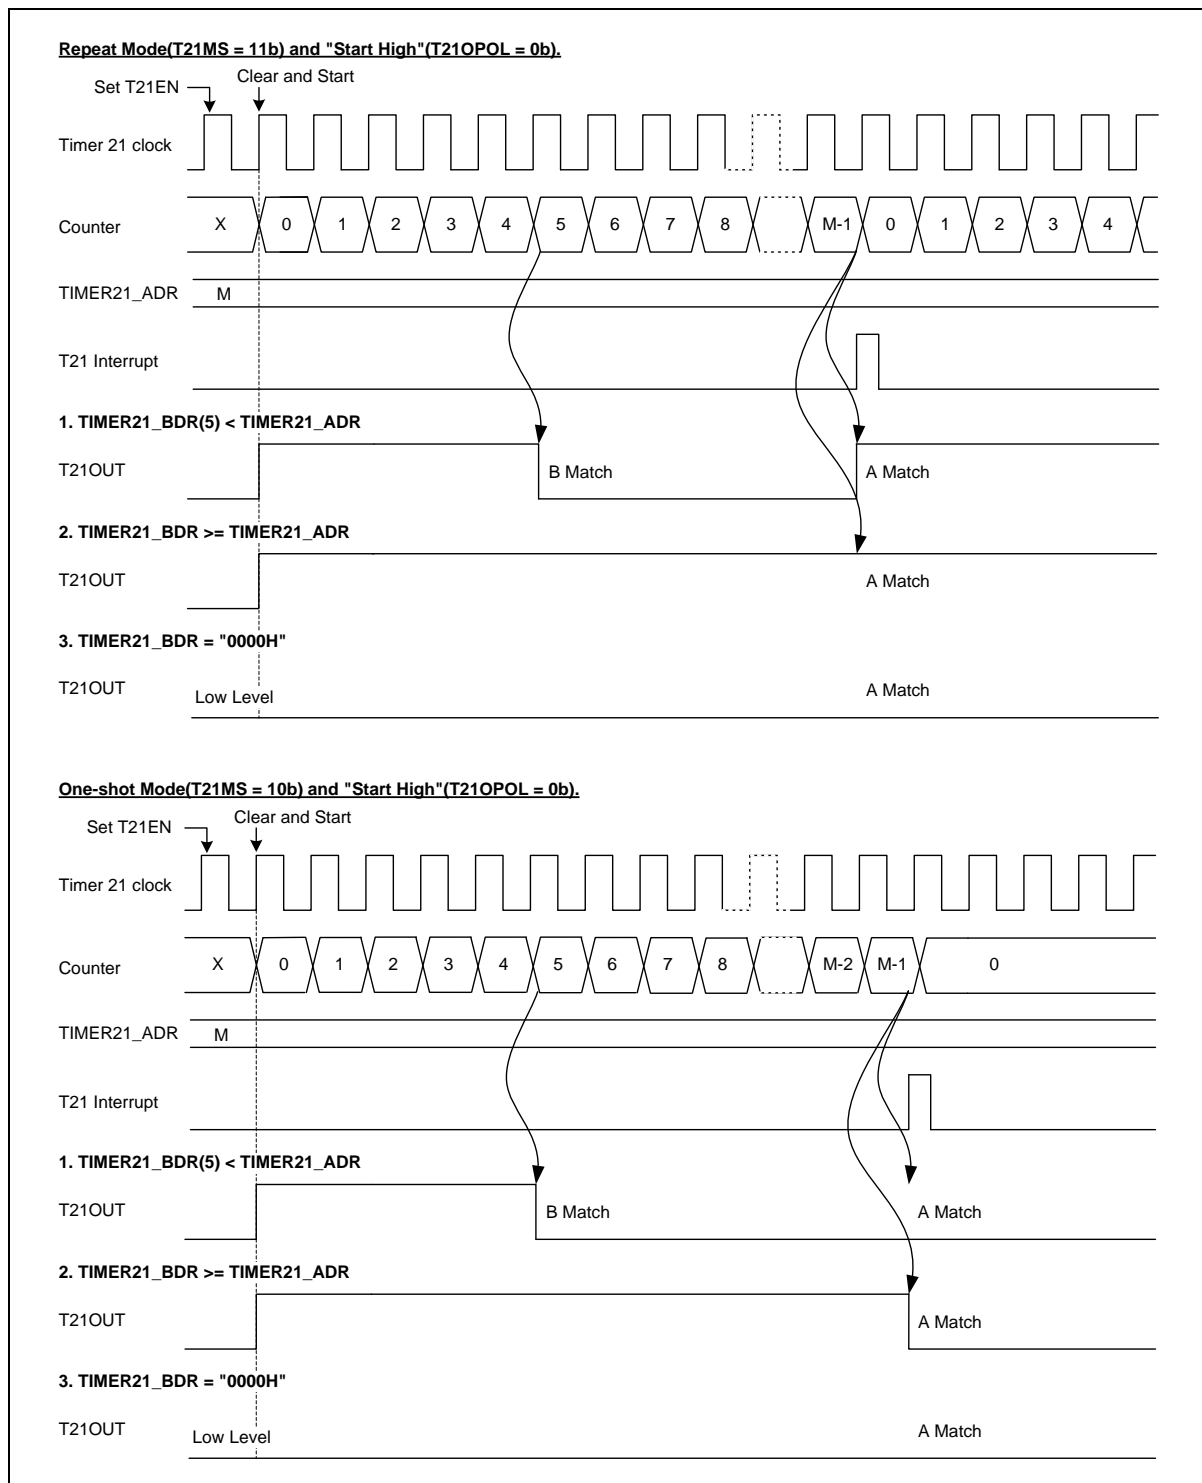 Repeat Mode(T21MS = 11b) and "Start High"(T21OPOL = 0b).
Set T21EN
Clear and Start
Timer 21 clock
Counter X 0 1 2 3 4 5 6 7 8 M-1 0 1 2 3 4
TIMER21_ADR M
T21 Interrupt
1. TIMER21_BDR(5) < TIMER21_ADR
T21OUT B Match A Match
2. TIMER21_BDR >= TIMER21_ADR
T21OUT A Match
3. TIMER21_BDR = "0000H"
T21OUT Low Level A Match
One-shot Mode(T21MS = 10b) and "Start High"(T21OPOL = 0b).
Set T21EN
Clear and Start
Timer 21 clock
Counter X 0 1 2 3 4 5 6 7 8 M-2 M-1 0
TIMER21_ADR M
T21 Interrupt
1. TIMER21_BDR(5) < TIMER21_ADR
T21OUT B Match A Match
2. TIMER21_BDR >= TIMER21_ADR
T21OUT A Match
3. TIMER21_BDR = "0000H"
T21OUT Low Level A Match